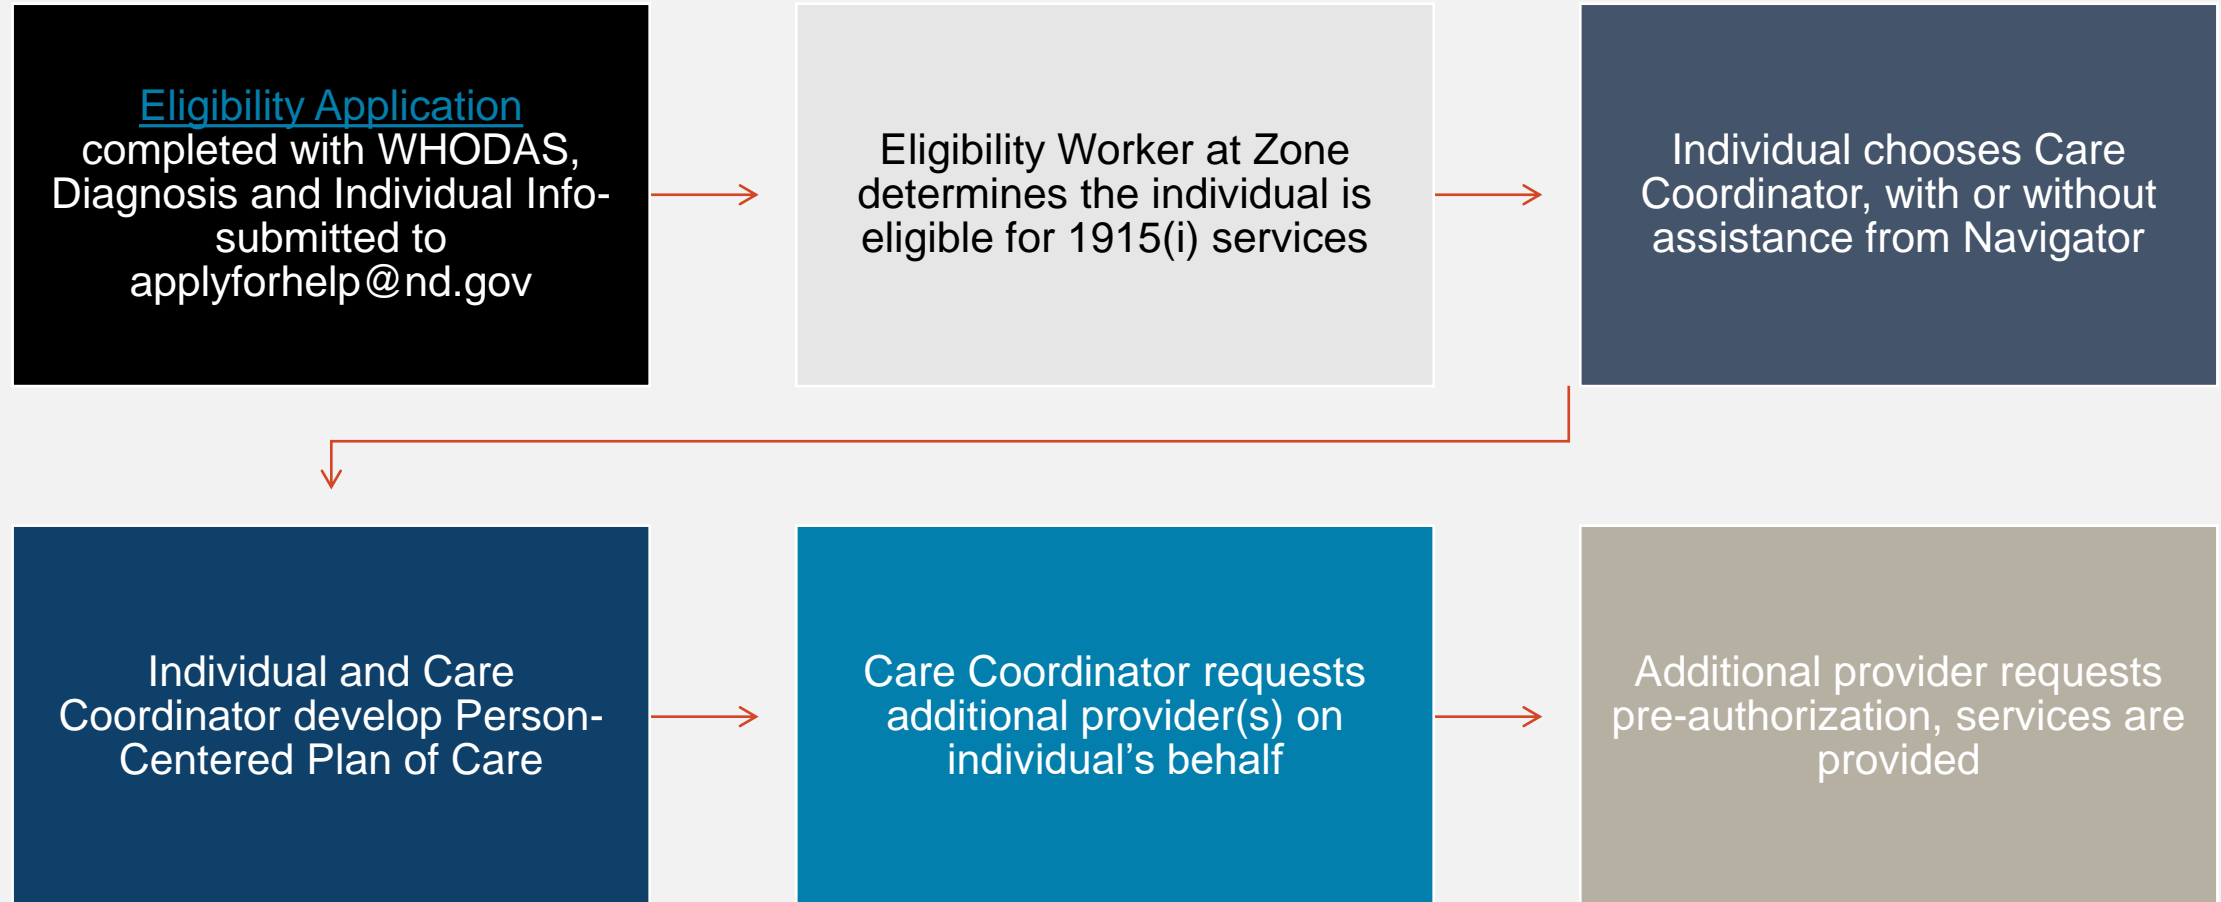 Eligibility Application
completed with WHODAS,
Diagnosis and Individual Info-
submitted to
applyforhelp@nd.gov
Eligibility Worker at Zone
determines the individual is
eligible for 1915(i) services
Individual chooses Care
Coordinator, with or without
assistance from Navigator
Individual and Care
Coordinator develop Person-
Centered Plan of Care
Care Coordinator requests
additional provider(s) on
individual’s behalf
Additional provider requests
pre-authorization, services are
provided